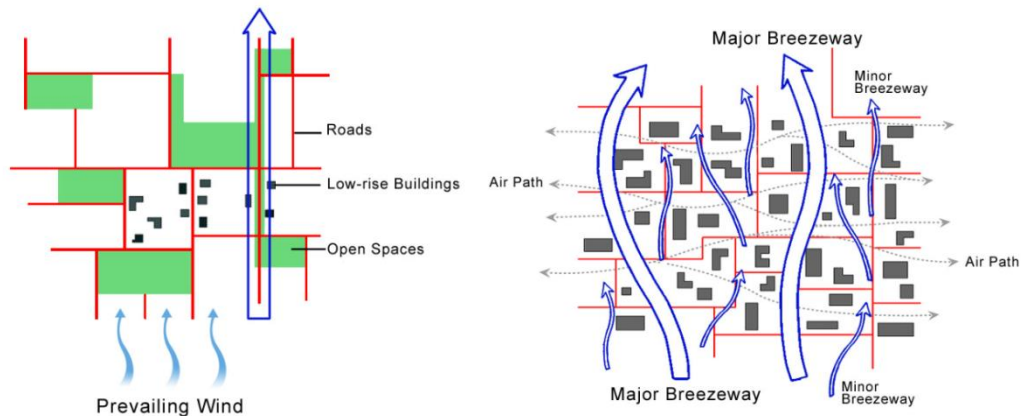 Roads
Low-rise Buildings
Open Spaces
Prevailing Wind
Major Breezeway
Minor
Breezeway
Air Path
Air Path
Major Breezeway
Minor
Breezeway